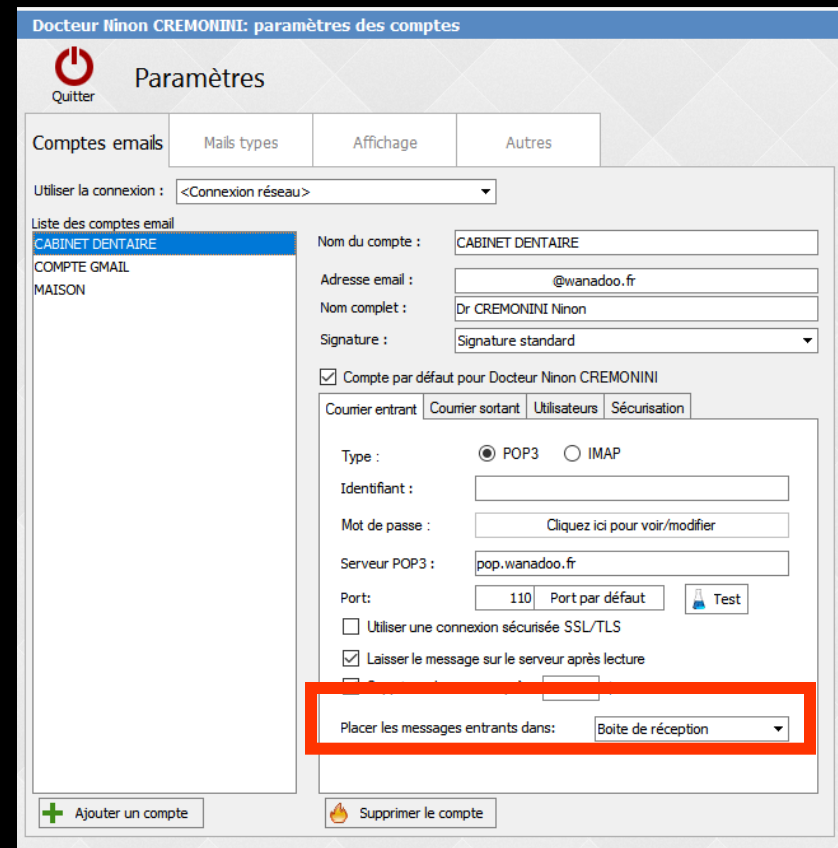 Docteur Ninon CREMONINI: paramètres des comptes
Quitter
Paramètres
Comptes emails
Mails types
Affichage
Autres
Utiliser la connexion : <Connexion réseau>
Liste des comptes email
CABINET DENTAIRE
COMPTE GMAIL
MAISON
Nom du compte : CABINET DENTAIRE
Adresse email : @wanadoo.fr
Nom complet : Dr CREMONINI Ninon
Signature : Signature standard
Compte par défaut pour Docteur Ninon CREMONINI
Courrier entrant Courrier sortant Utilisateurs Sécurisation
Type : POP3 IMAP
Identifiant :
Mot de passe : Cliquez ici pour voir/modifier
Serveur POP3 : pop.wanadoo.fr
Port: 110 Port par défaut Test
Utiliser une connexion sécurisée SSL/TLS
Laisser le message sur le serveur après lecture
Placer les messages entrants dans: Boite de réception
Ajouter un compte
Supprimer le compte